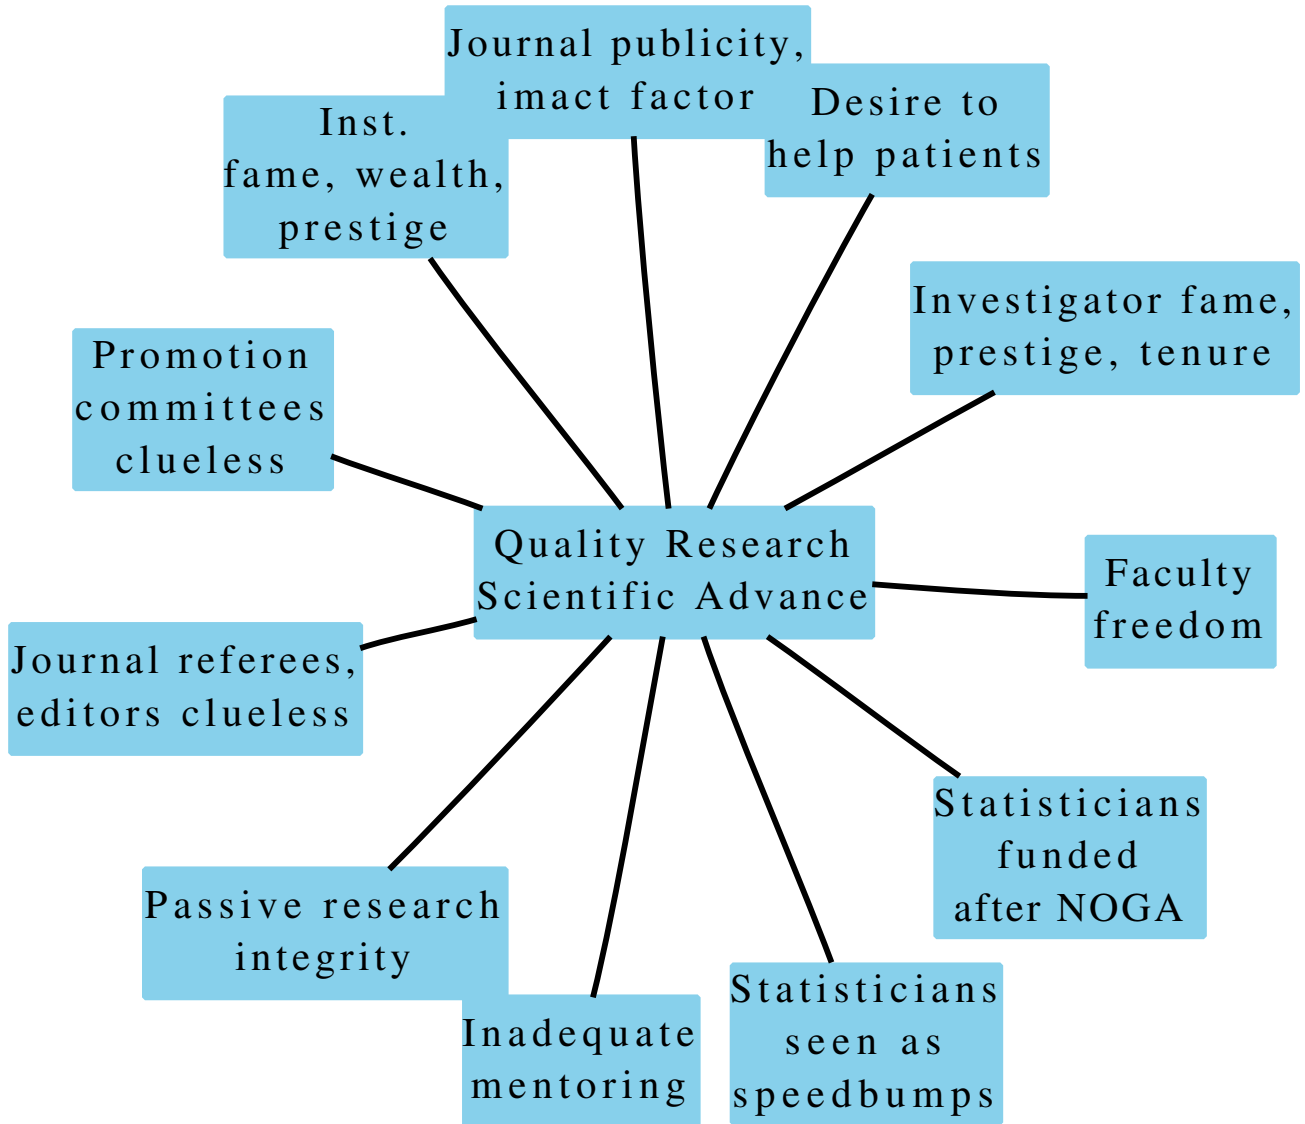 Journal publicity,
imact factor
Desire to
help patients
Inst.
fame, wealth,
prestige
Investigator fame,
prestige, tenure
Promotion
committees
clueless
Quality Research
Scientific Advance
Faculty
freedom
Journal referees,
editors clueless
Statisticians
funded
after NOGA
Passive research
integrity
Statisticians
seen as
speedbumps
Inadequate
mentoring